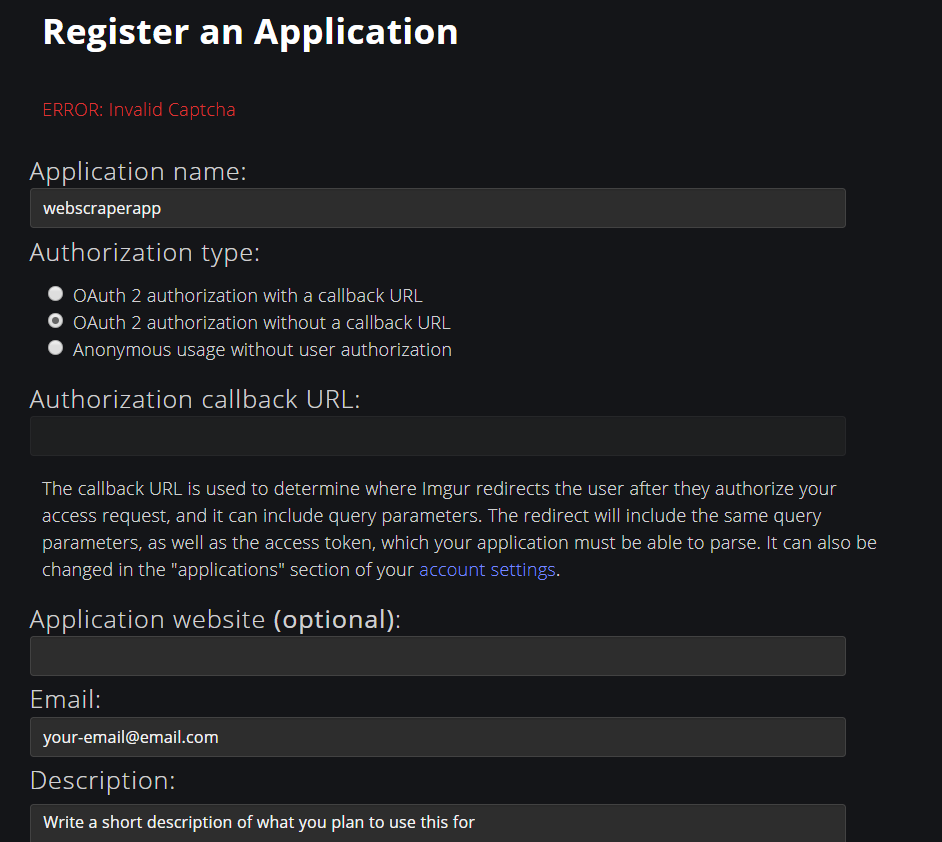 Register an Application
ERROR: Invalid Captcha
Application name:
webscraperapp
Authorization type:
OAuth 2 authorization with a callback URL
OAuth 2 authorization without a callback URL
Anonymous usage without user authorization
Authorization callback URL:
The callback URL is used to determine where Imgur redirects the user after they authorize your
access request, and it can include query parameters. The redirect will include the same query
parameters, as well as the access token, which your application must be able to parse. It can also be
changed in the "applications" section of your account settings.
Application website (optional):
Email:
your-email@email.com
Description:
Write a short description of what you plan to use this for